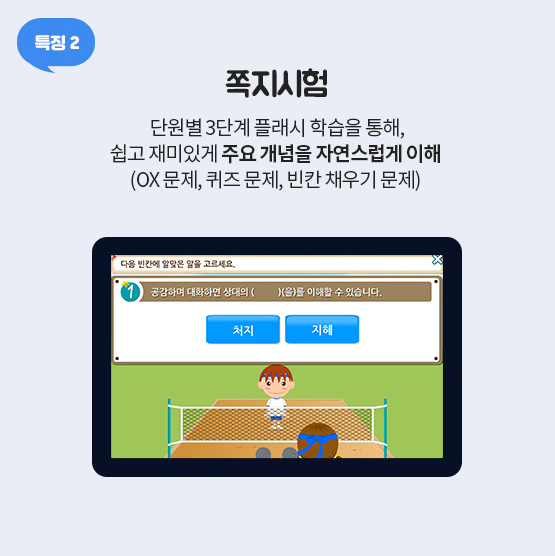 특징 2
쪽지시험
단원별 3단계 플래시 학습을 통해,
쉽고 재미있게 주요 개념을 자연스럽게 이해
(OX 문제, 퀴즈 문제, 빈칸 채우기 문제)
다음 빈칸에 알맞은 말을 고르세요.
1 공감하며 대화하면 상대의 ( )(을)를 이해할 수 있습니다.
처지 지혜